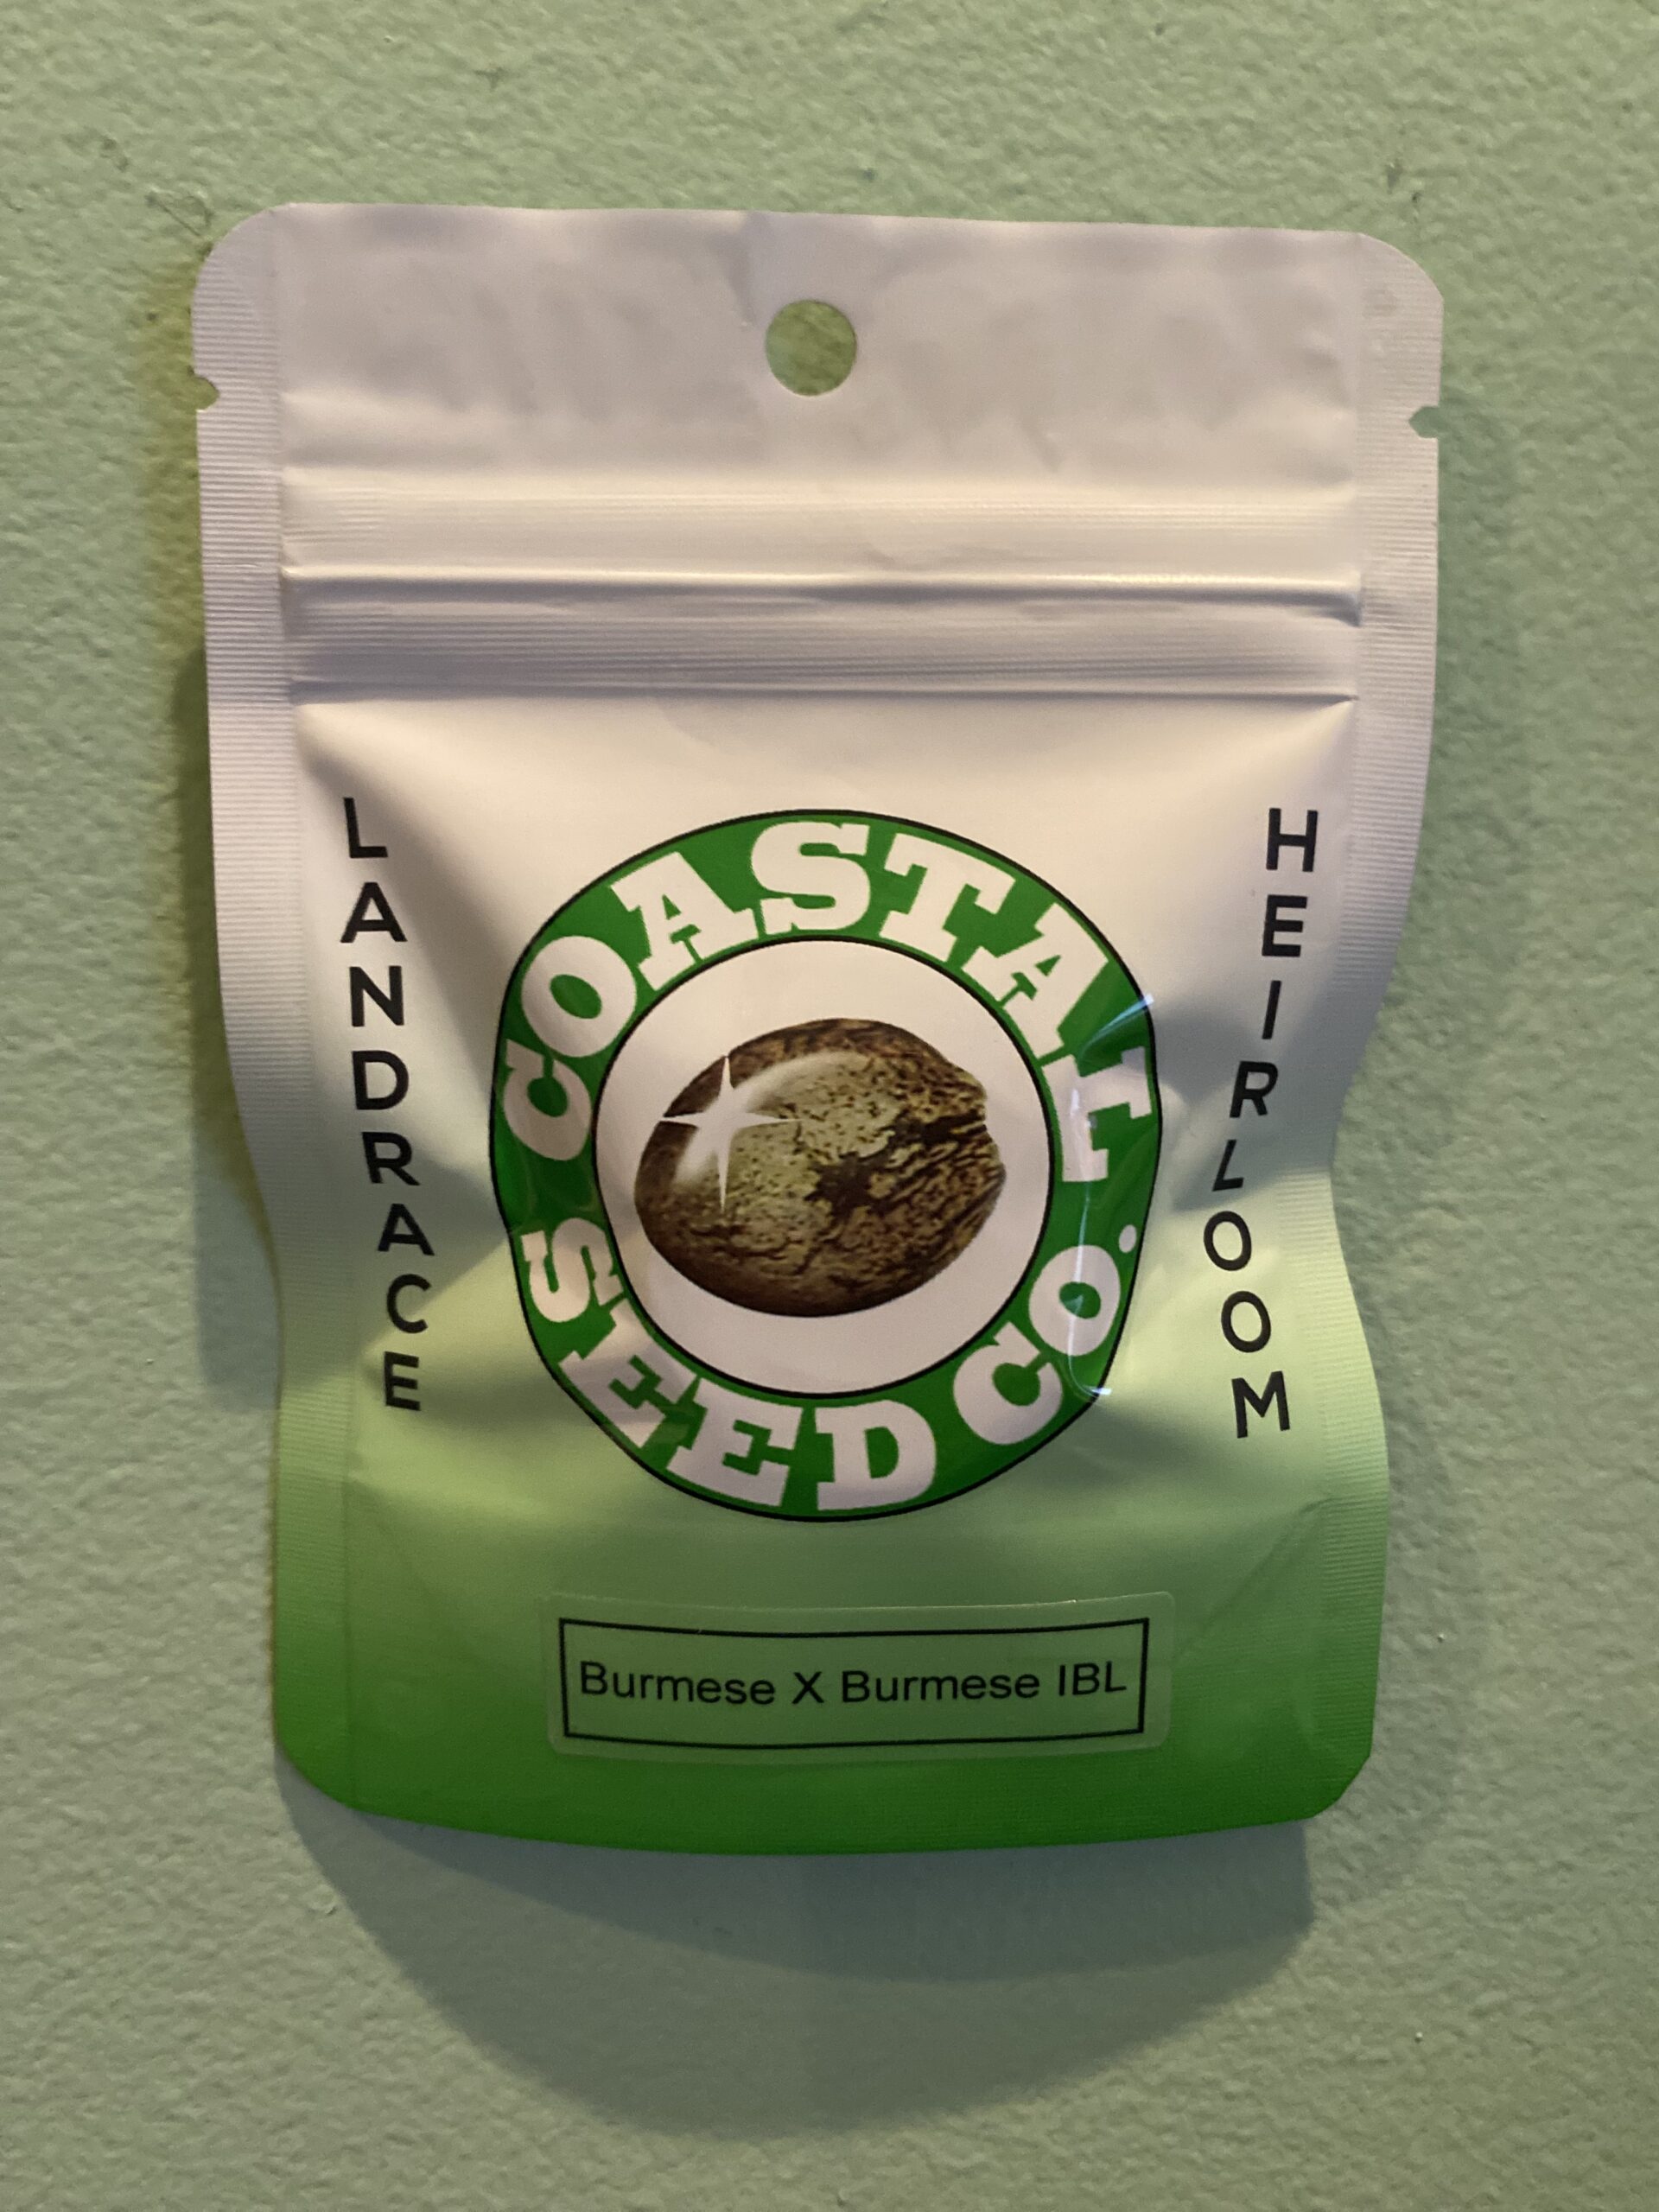 LANDRACE
COASTAL
SEED CO.
HEIRLOOM
Burmese X Burmese IBL